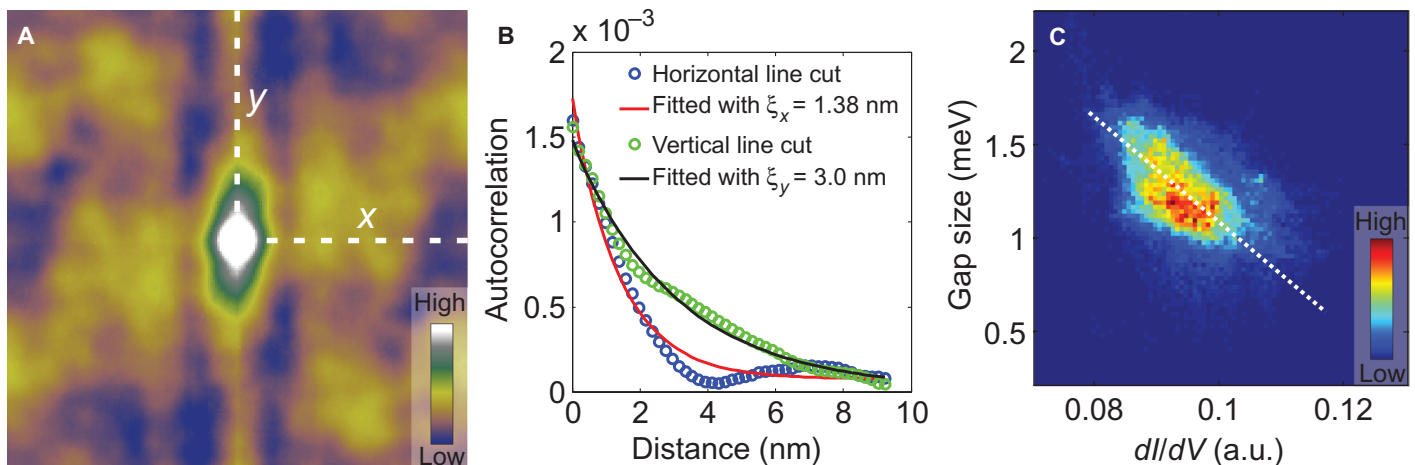 A
y
x
High
Low
B
× 10⁻³
2
1.5
1
0.5
0
0 2 4 6 8 10
Autocorrelation
Distance (nm)
Horizontal line cut
Fitted with ξx = 1.38 nm
Vertical line cut
Fitted with ξy = 3.0 nm
C
2
1.5
1
0.5
Gap size (meV)
0.08 0.1 0.12
dI/dV (a.u.)
High
Low